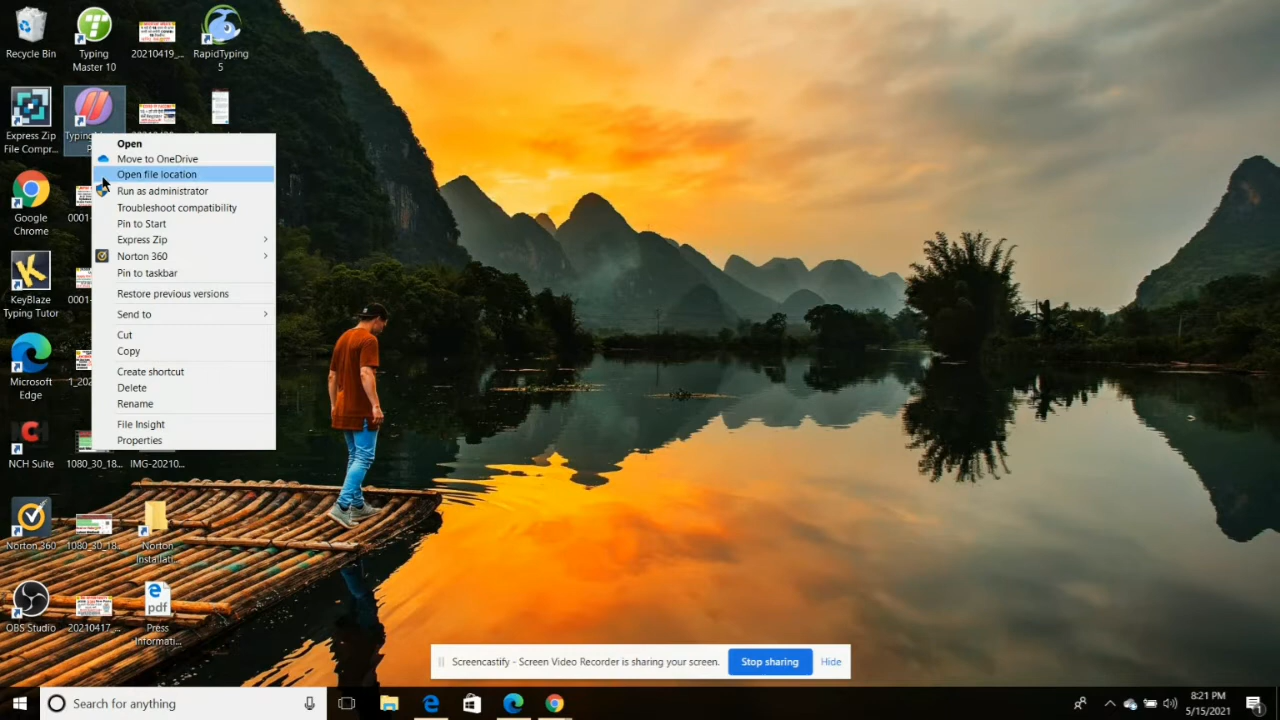 Recycle Bin
Typing
Master 10
20210419_...
RapidTyping
5
Express Zip
File Compr...
Google
Chrome
0001-
KeyBlaze
Typing Tutor
0001-
Microsoft
Edge
1_202
NCH Suite
1080_30_18...
IMG-20210...
Norton 360
1080_30_18...
Norton
Installati...
OBS Studio
20210417_...
pdf
Press
Informati...
Open
Move to OneDrive
Open file location
Run as administrator
Troubleshoot compatibility
Pin to Start
Express Zip
Norton 360
Pin to taskbar
Restore previous versions
Send to
Cut
Copy
Create shortcut
Delete
Rename
File Insight
Properties
Screencastify - Screen Video Recorder is sharing your screen.
Stop sharing
Hide
Search for anything
8:21 PM
5/15/2021
1